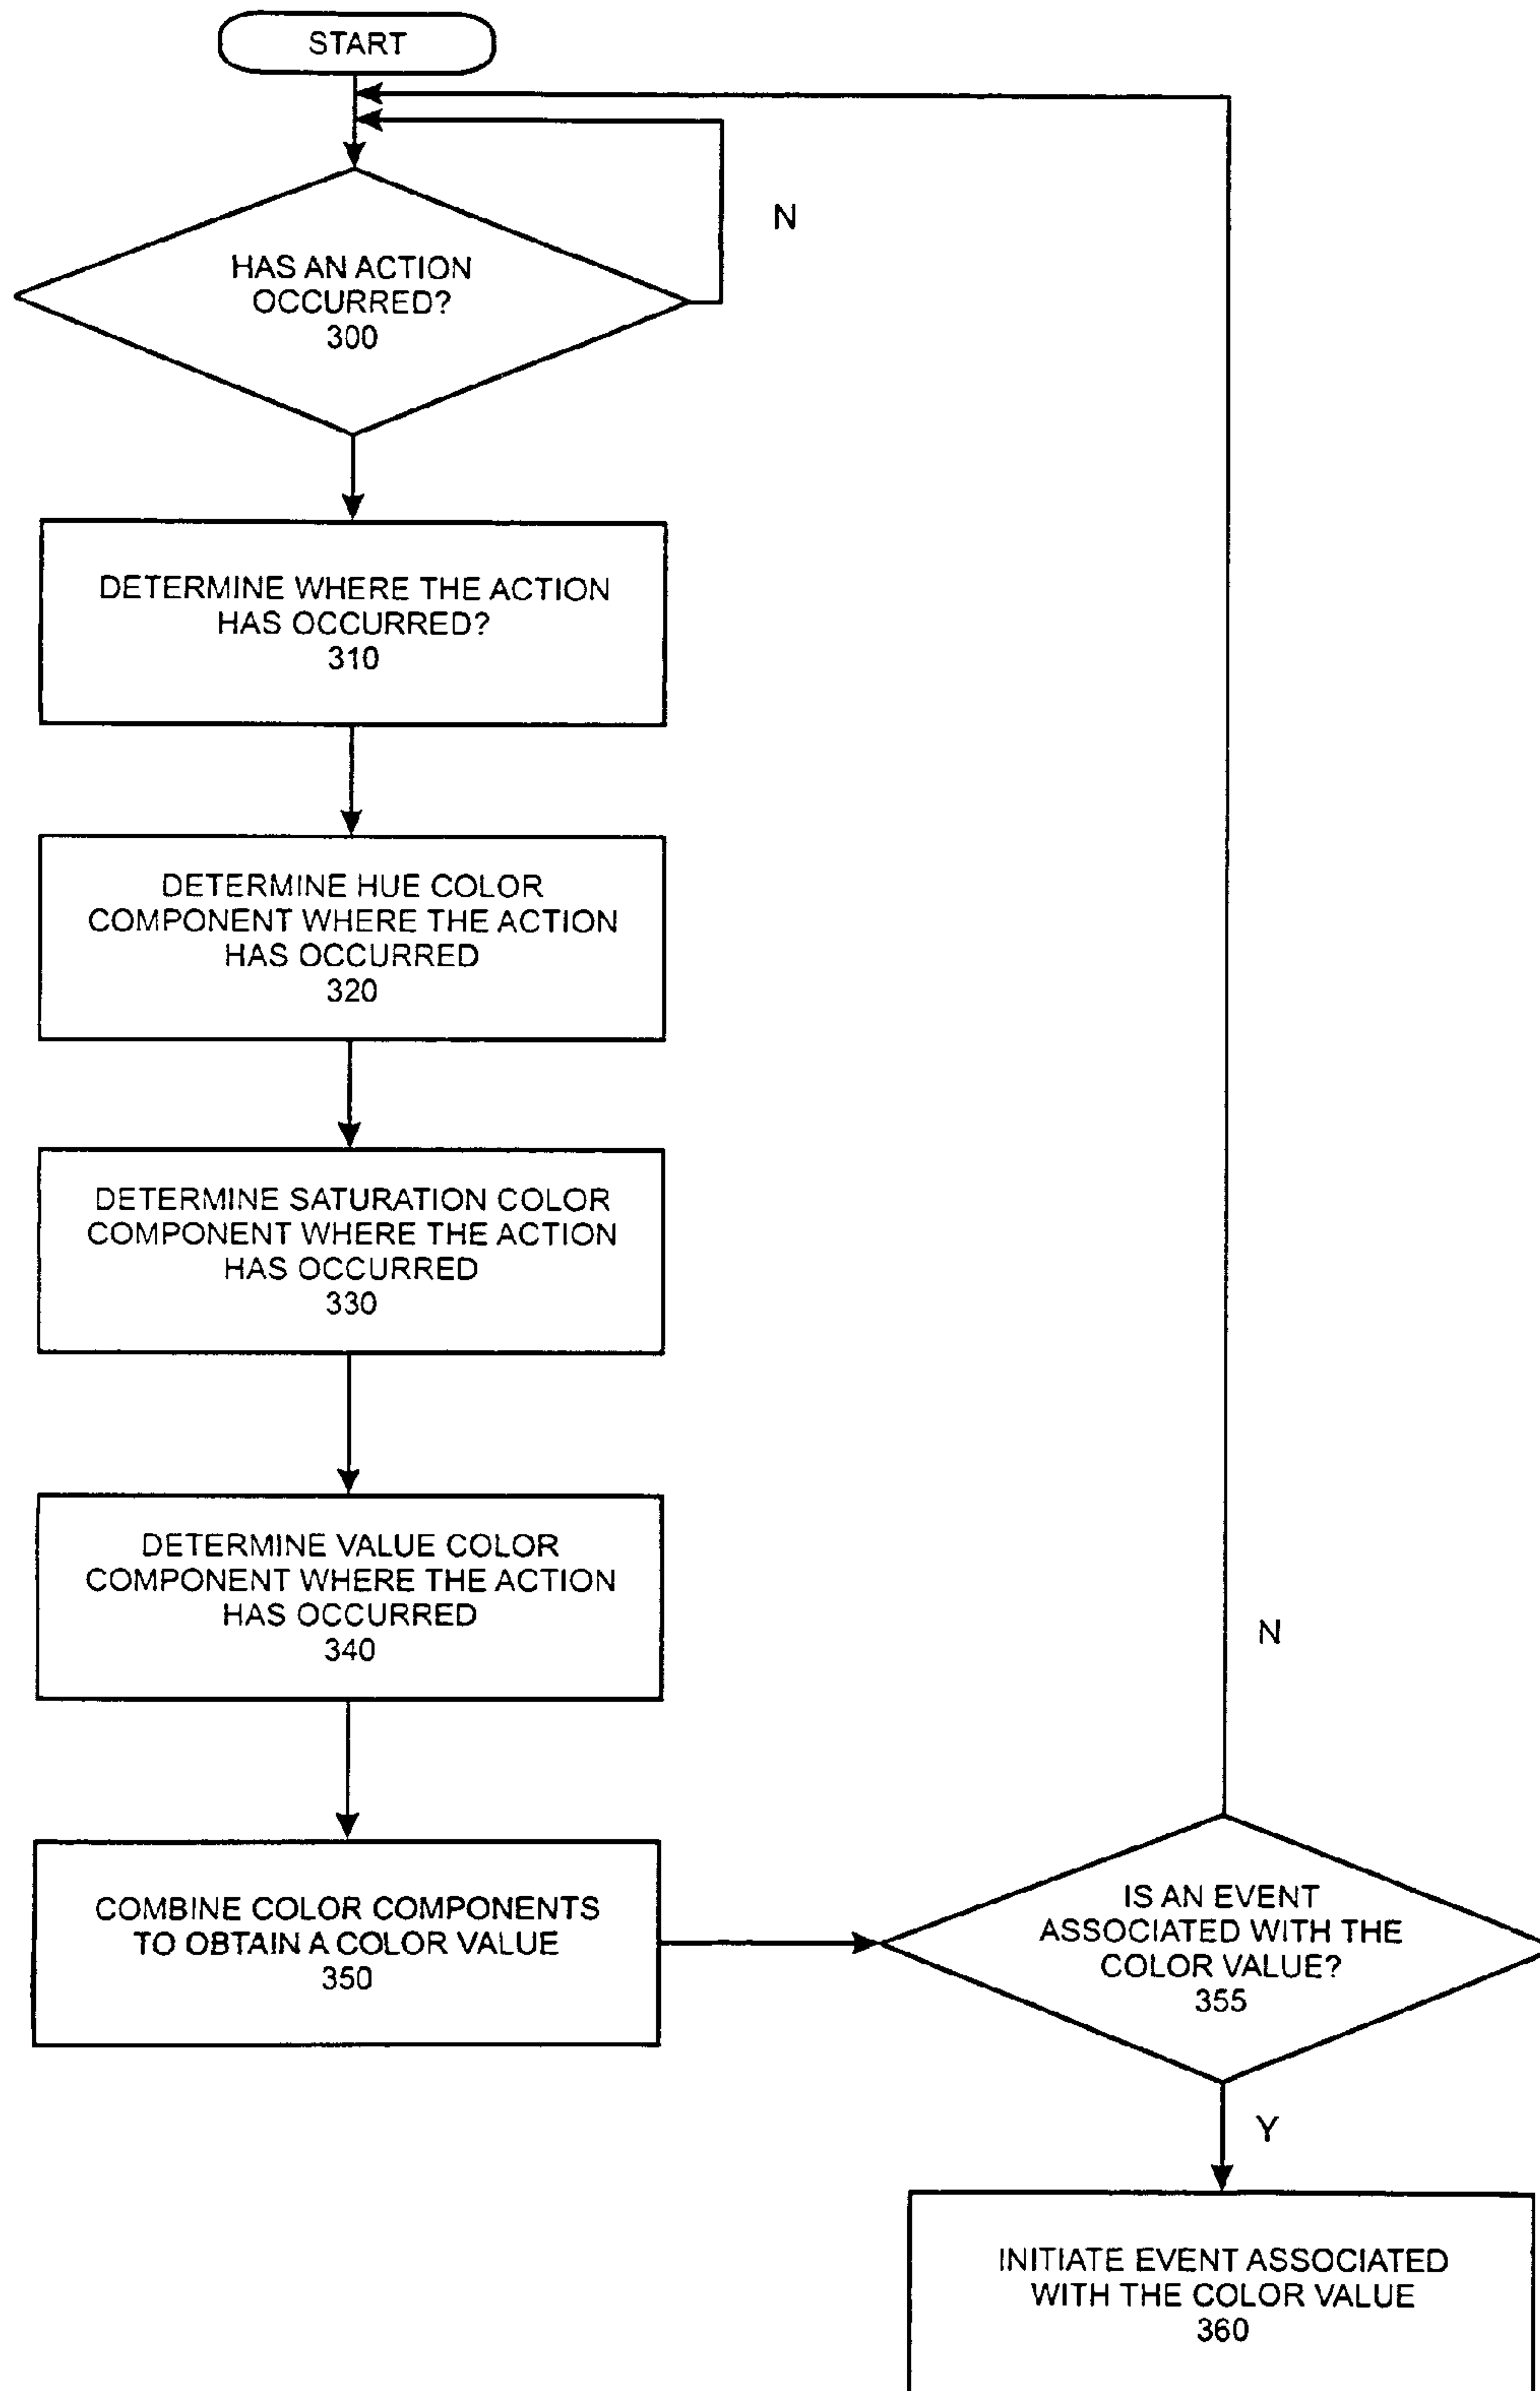 START
N
HAS AN ACTION
OCCURRED?
300
DETERMINE WHERE THE ACTION
HAS OCCURRED?
310
DETERMINE HUE COLOR
COMPONENT WHERE THE ACTION
HAS OCCURRED
320
DETERMINE SATURATION COLOR
COMPONENT WHERE THE ACTION
HAS OCCURRED
330
DETERMINE VALUE COLOR
COMPONENT WHERE THE ACTION
HAS OCCURRED
340
N
COMBINE COLOR COMPONENTS
TO OBTAIN A COLOR VALUE
350
IS AN EVENT
ASSOCIATED WITH THE
COLOR VALUE?
355
Y
INITIATE EVENT ASSOCIATED
WITH THE COLOR VALUE
360